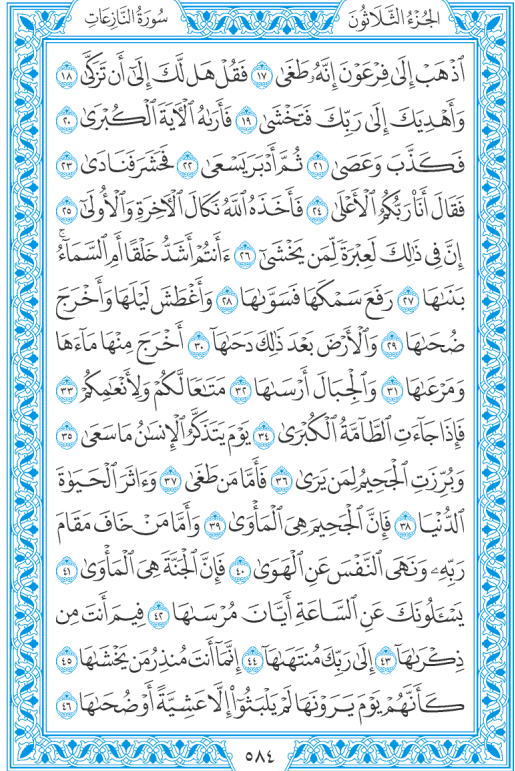 الجُزْءُ الثَّلَاثُونَ
سُورَةُ النَّازِعَاتِ
ٱذْهَبْ إِلَىٰ فِرْعَوْنَ إِنَّهُۥ طَغَىٰ ١٧ فَقُلْ هَل لَّكَ إِلَىٰٓ أَن تَزَكَّىٰ ١٨
وَأَهْدِيَكَ إِلَىٰ رَبِّكَ فَتَخْشَىٰ ١٩ فَأَرَىٰهُ ٱلْـَٔايَةَ ٱلْكُبْرَىٰ ٢٠
فَكَذَّبَ وَعَصَىٰ ٢١ ثُمَّ أَدْبَرَ يَسْعَىٰ ٢٢ فَحَشَرَ فَنَادَىٰ ٢٣
فَقَالَ أَنَا۠ رَبُّكُمُ ٱلْأَعْلَىٰ ٢٤ فَأَخَذَهُ ٱللَّهُ نَكَالَ ٱلْـَٔاخِرَةِ وَٱلْأُولَىٰٓ ٢٥
إِنَّ فِى ذَٰلِكَ لَعِبْرَةً لِّمَن يَخْشَىٰٓ ٢٦ ءَأَنتُمْ أَشَدُّ خَلْقًا أَمِ ٱلسَّمَآءُ ۚ
بَنَىٰهَا ٢٧ رَفَعَ سَمْكَهَا فَسَوَّىٰهَا ٢٨ وَأَغْطَشَ لَيْلَهَا وَأَخْرَجَ
ضُحَىٰهَا ٢٩ وَٱلْأَرْضَ بَعْدَ ذَٰلِكَ دَحَىٰهَآ ٣٠ أَخْرَجَ مِنْهَا مَآءَهَا
وَمَرْعَىٰهَا ٣١ وَٱلْجِبَالَ أَرْسَىٰهَا ٣٢ مَتَٰعًا لَّكُمْ وَلِأَنْعَٰمِكُمْ ٣٣
فَإِذَا جَآءَتِ ٱلطَّآمَّةُ ٱلْكُبْرَىٰ ٣٤ يَوْمَ يَتَذَكَّرُ ٱلْإِنسَٰنُ مَا سَعَىٰ ٣٥
وَبُرِّزَتِ ٱلْجَحِيمُ لِمَن يَرَىٰ ٣٦ فَأَمَّا مَن طَغَىٰ ٣٧ وَءَاثَرَ ٱلْحَيَوٰةَ
ٱلدُّنْيَا ٣٨ فَإِنَّ ٱلْجَحِيمَ هِىَ ٱلْمَأْوَىٰ ٣٩ وَأَمَّا مَنْ خَافَ مَقَامَ
رَبِّهِۦ وَنَهَى ٱلنَّفْسَ عَنِ ٱلْهَوَىٰ ٤٠ فَإِنَّ ٱلْجَنَّةَ هِىَ ٱلْمَأْوَىٰ ٤١
يَسْـَٔلُونَكَ عَنِ ٱلسَّاعَةِ أَيَّانَ مُرْسَىٰهَا ٤٢ فِيمَ أَنتَ مِن
ذِكْرَىٰهَآ ٤٣ إِلَىٰ رَبِّكَ مُنتَهَىٰهَآ ٤٤ إِنَّمَآ أَنتَ مُنذِرُ مَن يَخْشَىٰهَا ٤٥
كَأَنَّهُمْ يَوْمَ يَرَوْنَهَا لَمْ يَلْبَثُوٓا۟ إِلَّا عَشِيَّةً أَوْ ضُحَىٰهَا ٤٦
٥٨٤